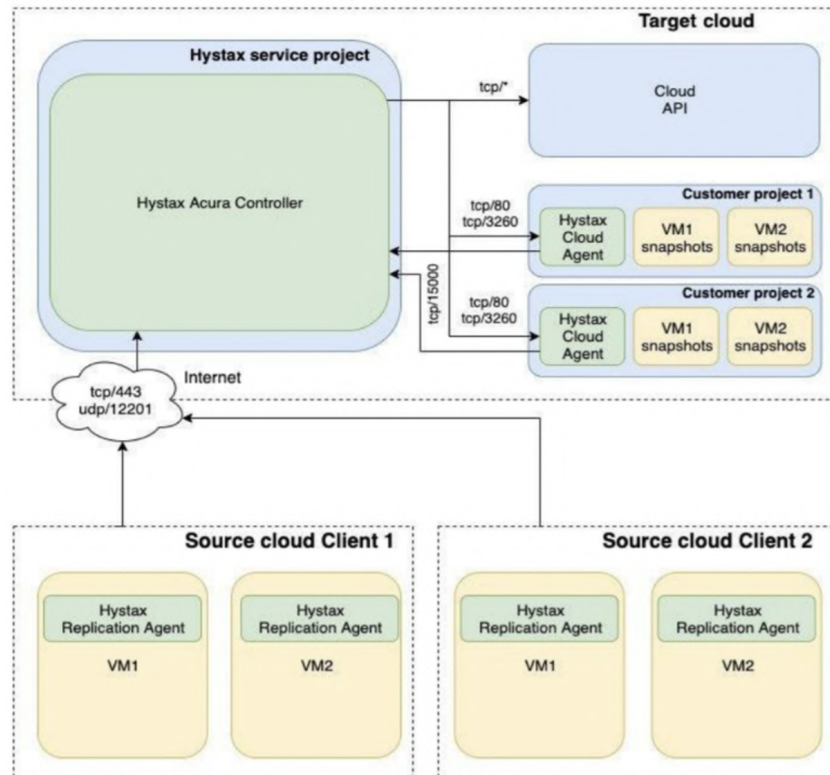 Target cloud
Hystax service project
Hystax Acura Controller
tcp/*
Cloud
API
Customer project 1
tcp/80
tcp/3260
Hystax
Cloud
Agent
VM1
snapshots
VM2
snapshots
tcp/15000
Customer project 2
tcp/80
tcp/3260
Hystax
Cloud
Agent
VM1
snapshots
VM2
snapshots
Internet
tcp/443
udp/12201
Source cloud Client 1
Hystax
Replication Agent
VM1
Hystax
Replication Agent
VM2
Source cloud Client 2
Hystax
Replication Agent
VM1
Hystax
Replication Agent
VM2